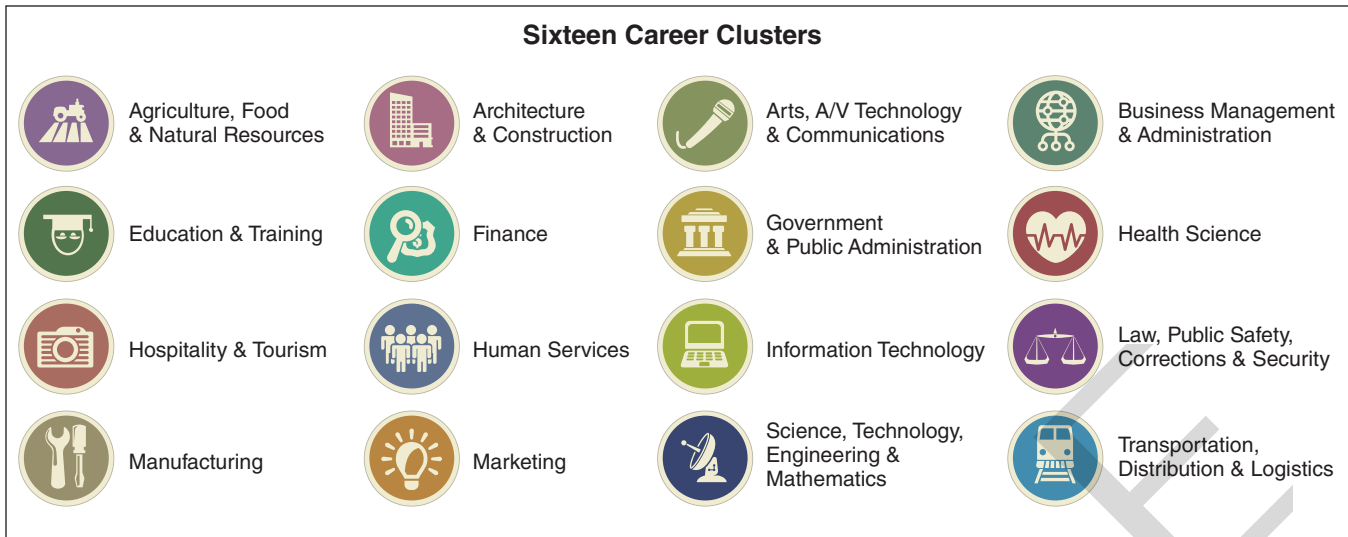 Sixteen Career Clusters
Agriculture, Food
& Natural Resources
Architecture
& Construction
Arts, A/V Technology
& Communications
Business Management
& Administration
Education & Training
Finance
Government
& Public Administration
Health Science
Hospitality & Tourism
Human Services
Information Technology
Law, Public Safety,
Corrections & Security
Manufacturing
Marketing
Science, Technology,
Engineering &
Mathematics
Transportation,
Distribution & Logistics